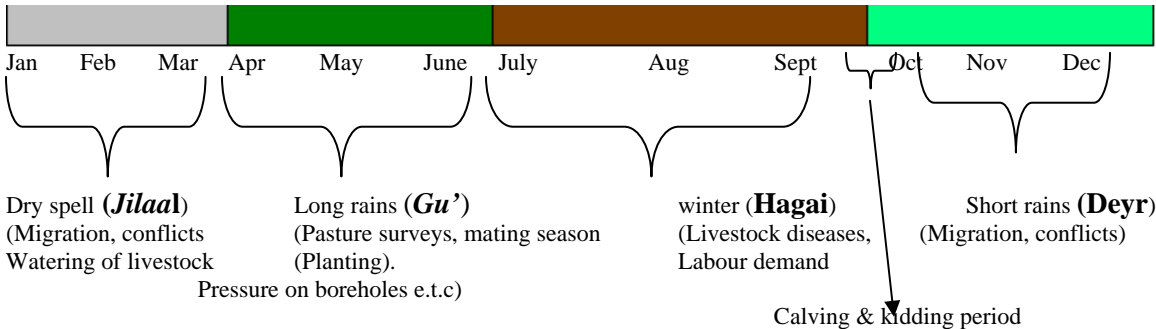 Jan Feb Mar Apr May June July Aug Sept Oct Nov Dec
Dry spell (Jilaal)
(Migration, conflicts
Watering of livestock
Long rains (Gu’)
(Pasture surveys, mating season
(Planting).
Pressure on boreholes e.t.c)
winter (Hagai)
(Livestock diseases,
Labour demand
Short rains (Deyr)
(Migration, conflicts)
Calving & kidding period